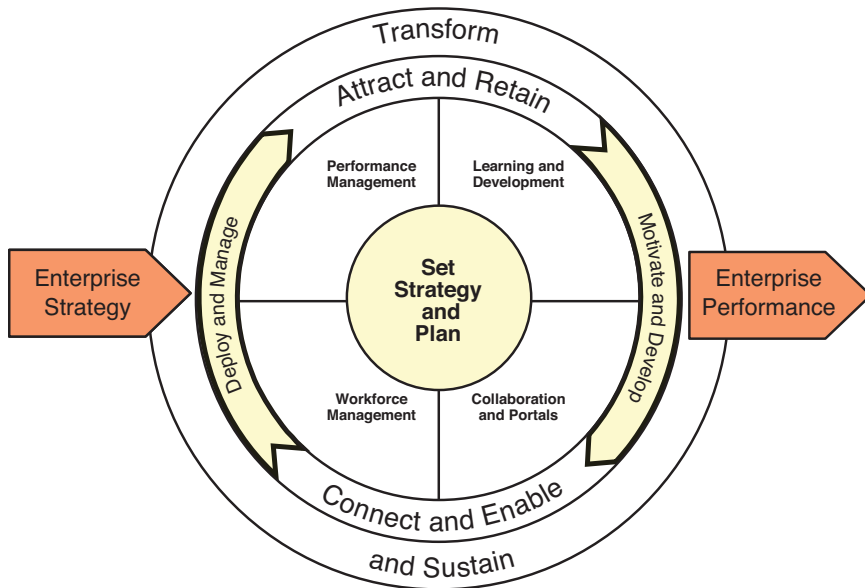 Transform
Attract and Retain
Performance
Management
Learning and
Development
Enterprise
Strategy
Deploy and Manage
Set
Strategy
and
Plan
Motivate and Develop
Enterprise
Performance
Workforce
Management
Collaboration
and Portals
Connect and Enable
and Sustain